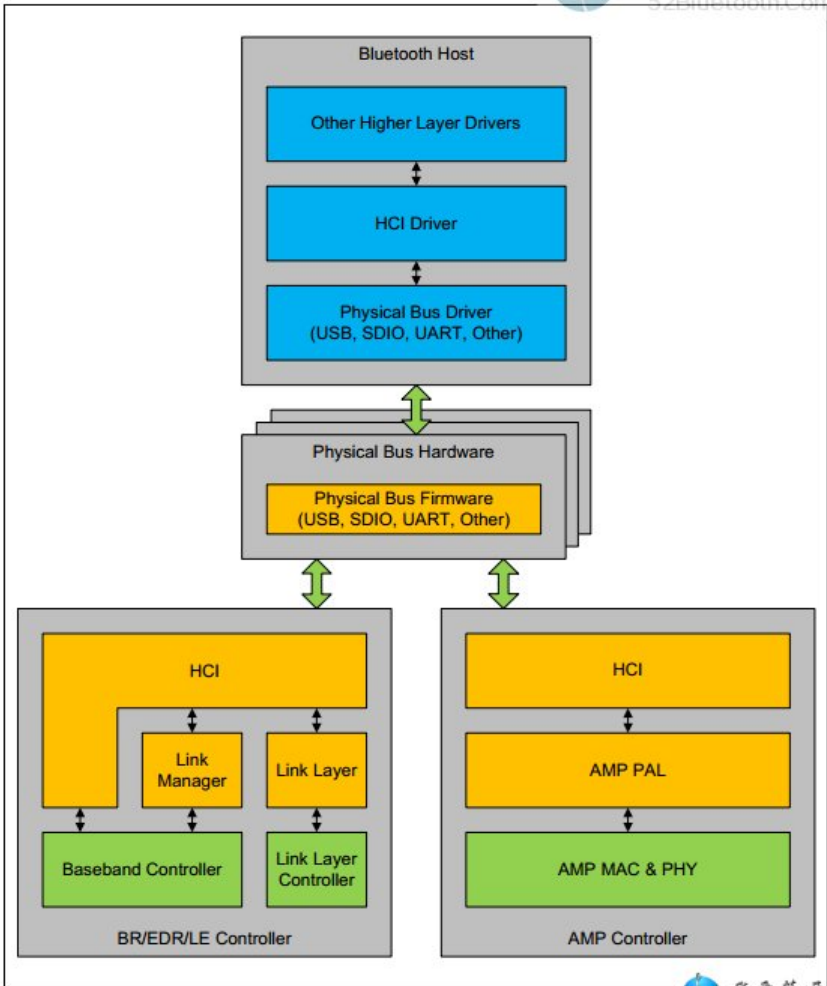 52Bluetooth.Com
Bluetooth Host
Other Higher Layer Drivers
HCI Driver
Physical Bus Driver
(USB, SDIO, UART, Other)
Physical Bus Hardware
Physical Bus Firmware
(USB, SDIO, UART, Other)
HCI
Link
Manager
Link Layer
Baseband Controller
Link Layer
Controller
BR/EDR/LE Controller
HCI
AMP PAL
AMP MAC & PHY
AMP Controller